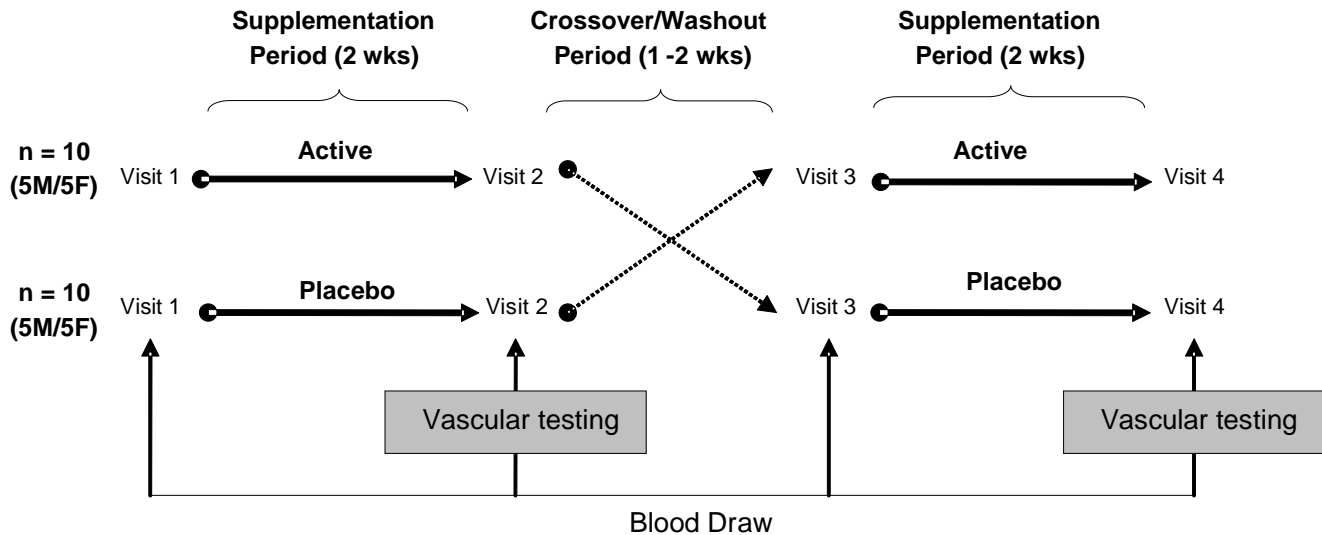 Supplementation
Period (2 wks)
Crossover/Washout
Period (1 -2 wks)
Supplementation
Period (2 wks)
n = 10
(5M/5F)
Visit 1
Active
Visit 2
Visit 3
Active
Visit 4
n = 10
(5M/5F)
Visit 1
Placebo
Visit 2
Visit 3
Placebo
Visit 4
Vascular testing
Vascular testing
Blood Draw